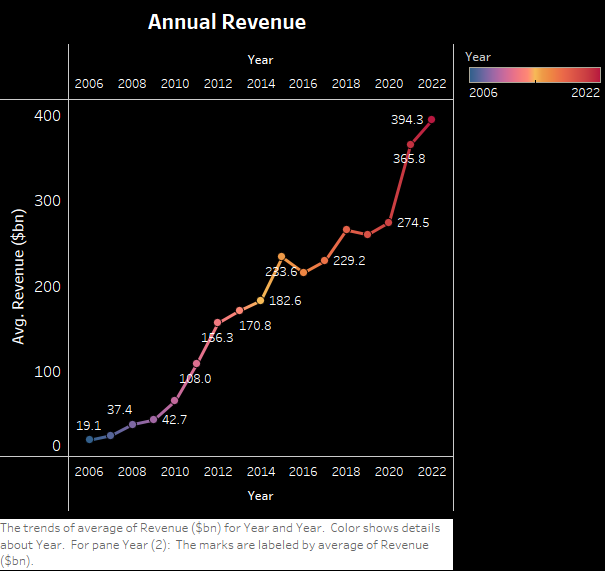 Annual Revenue
Year
2006 2008 2010 2012 2014 2016 2018 2020 2022
Year
2006 2022
Avg. Revenue ($bn)
400
300
200
100
0
394.3
365.8
274.5
229.2
233.6
182.6
170.8
156.3
108.0
37.4
42.7
19.1
2006 2008 2010 2012 2014 2016 2018 2020 2022
Year
The trends of average of Revenue ($bn) for Year and Year. Color shows details
about Year. For pane Year (2): The marks are labeled by average of Revenue
($bn).